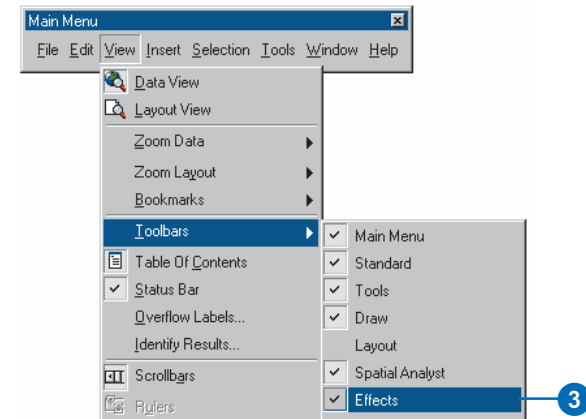 Main Menu
File Edit View Insert Selection Tools Window Help
Data View
Layout View
Zoom Data
Zoom Layout
Bookmarks
Toolbars
Table Of Contents
Status Bar
Overflow Labels...
Identify Results...
Scrollbars
Rulers
Main Menu
Standard
Tools
Draw
Layout
Spatial Analyst
Effects
3